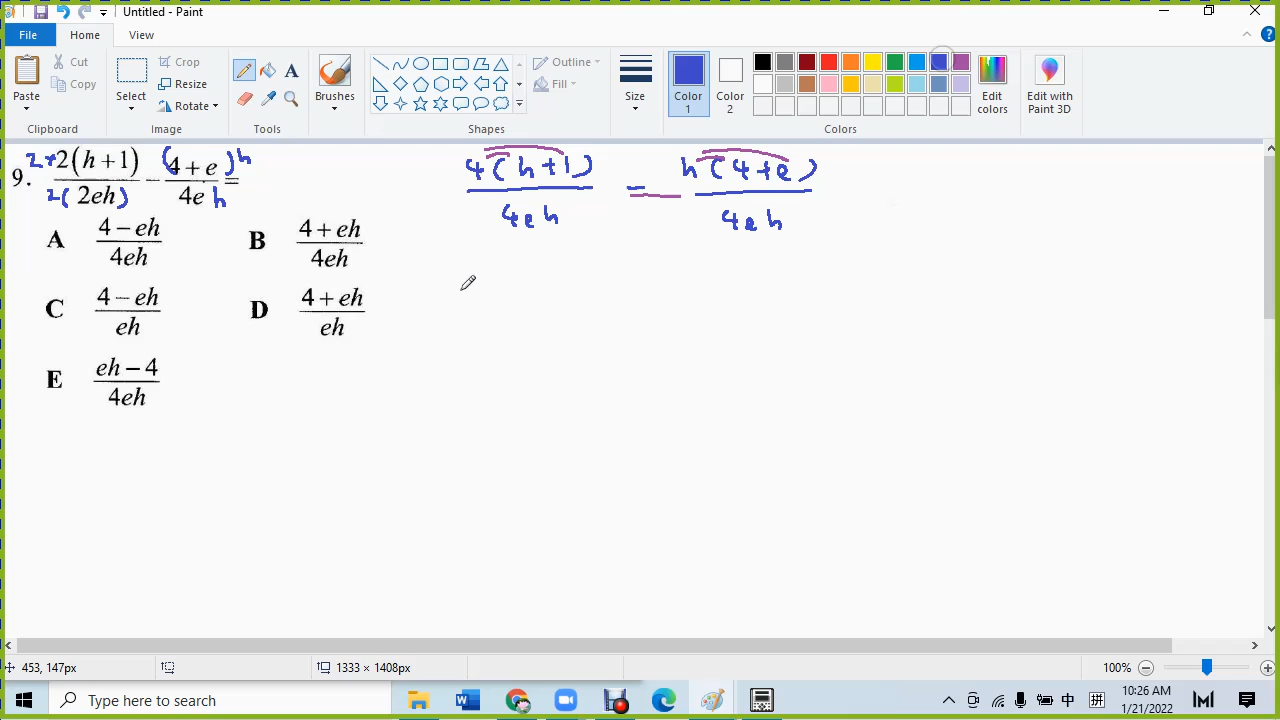 Untitled - Paint
File Home View
Paste Cut Copy Clipboard
Select Crop Resize Rotate Image
Tools
Brushes
Outline Fill Shapes
Size
Color 1 Color 2 Edit colors Colors
Edit with Paint 3D
9. 2×2(h+1)/2(2eh) − (4+e)h/4eh =
4(h+1)/4eh − h(4+e)/4eh
A 4−eh/4eh B 4+eh/4eh
C 4−eh/eh D 4+eh/eh
E eh−4/4eh
453, 147px 1333 × 1408px 100%
Type here to search
中 拼 10:26 AM
1/21/2022